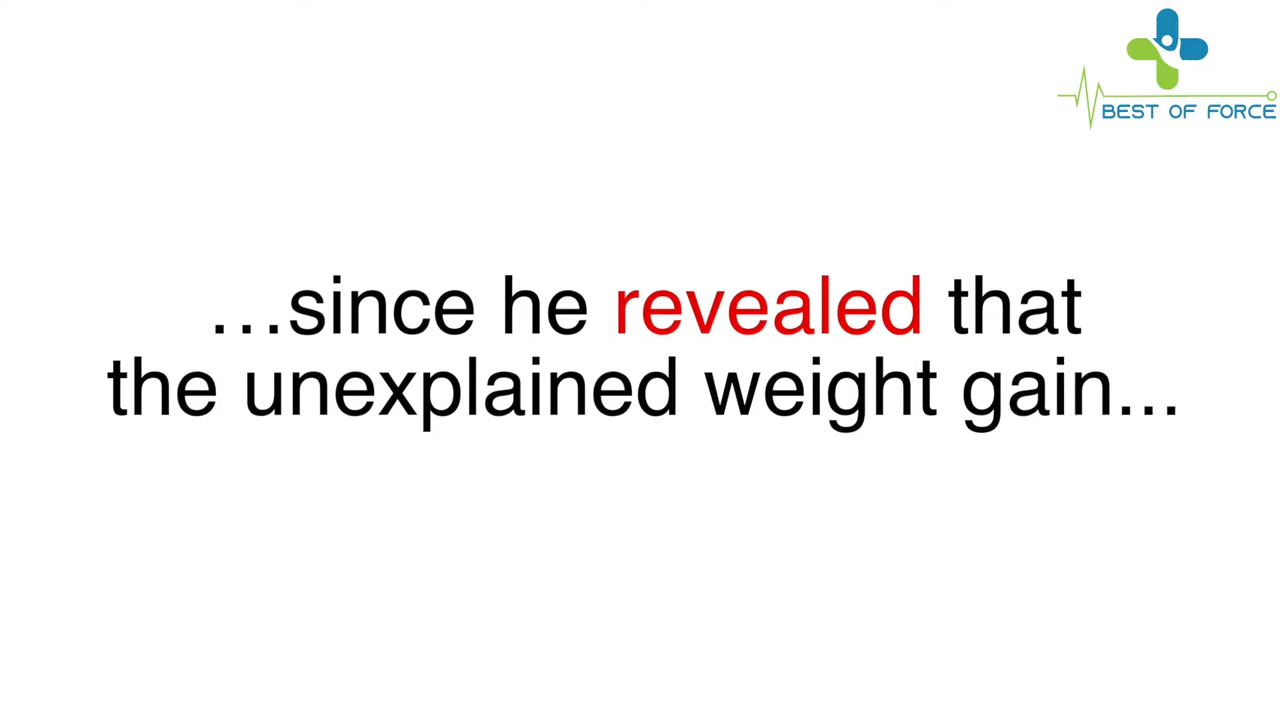 BEST OF FORCE
…since he revealed that
the unexplained weight gain...